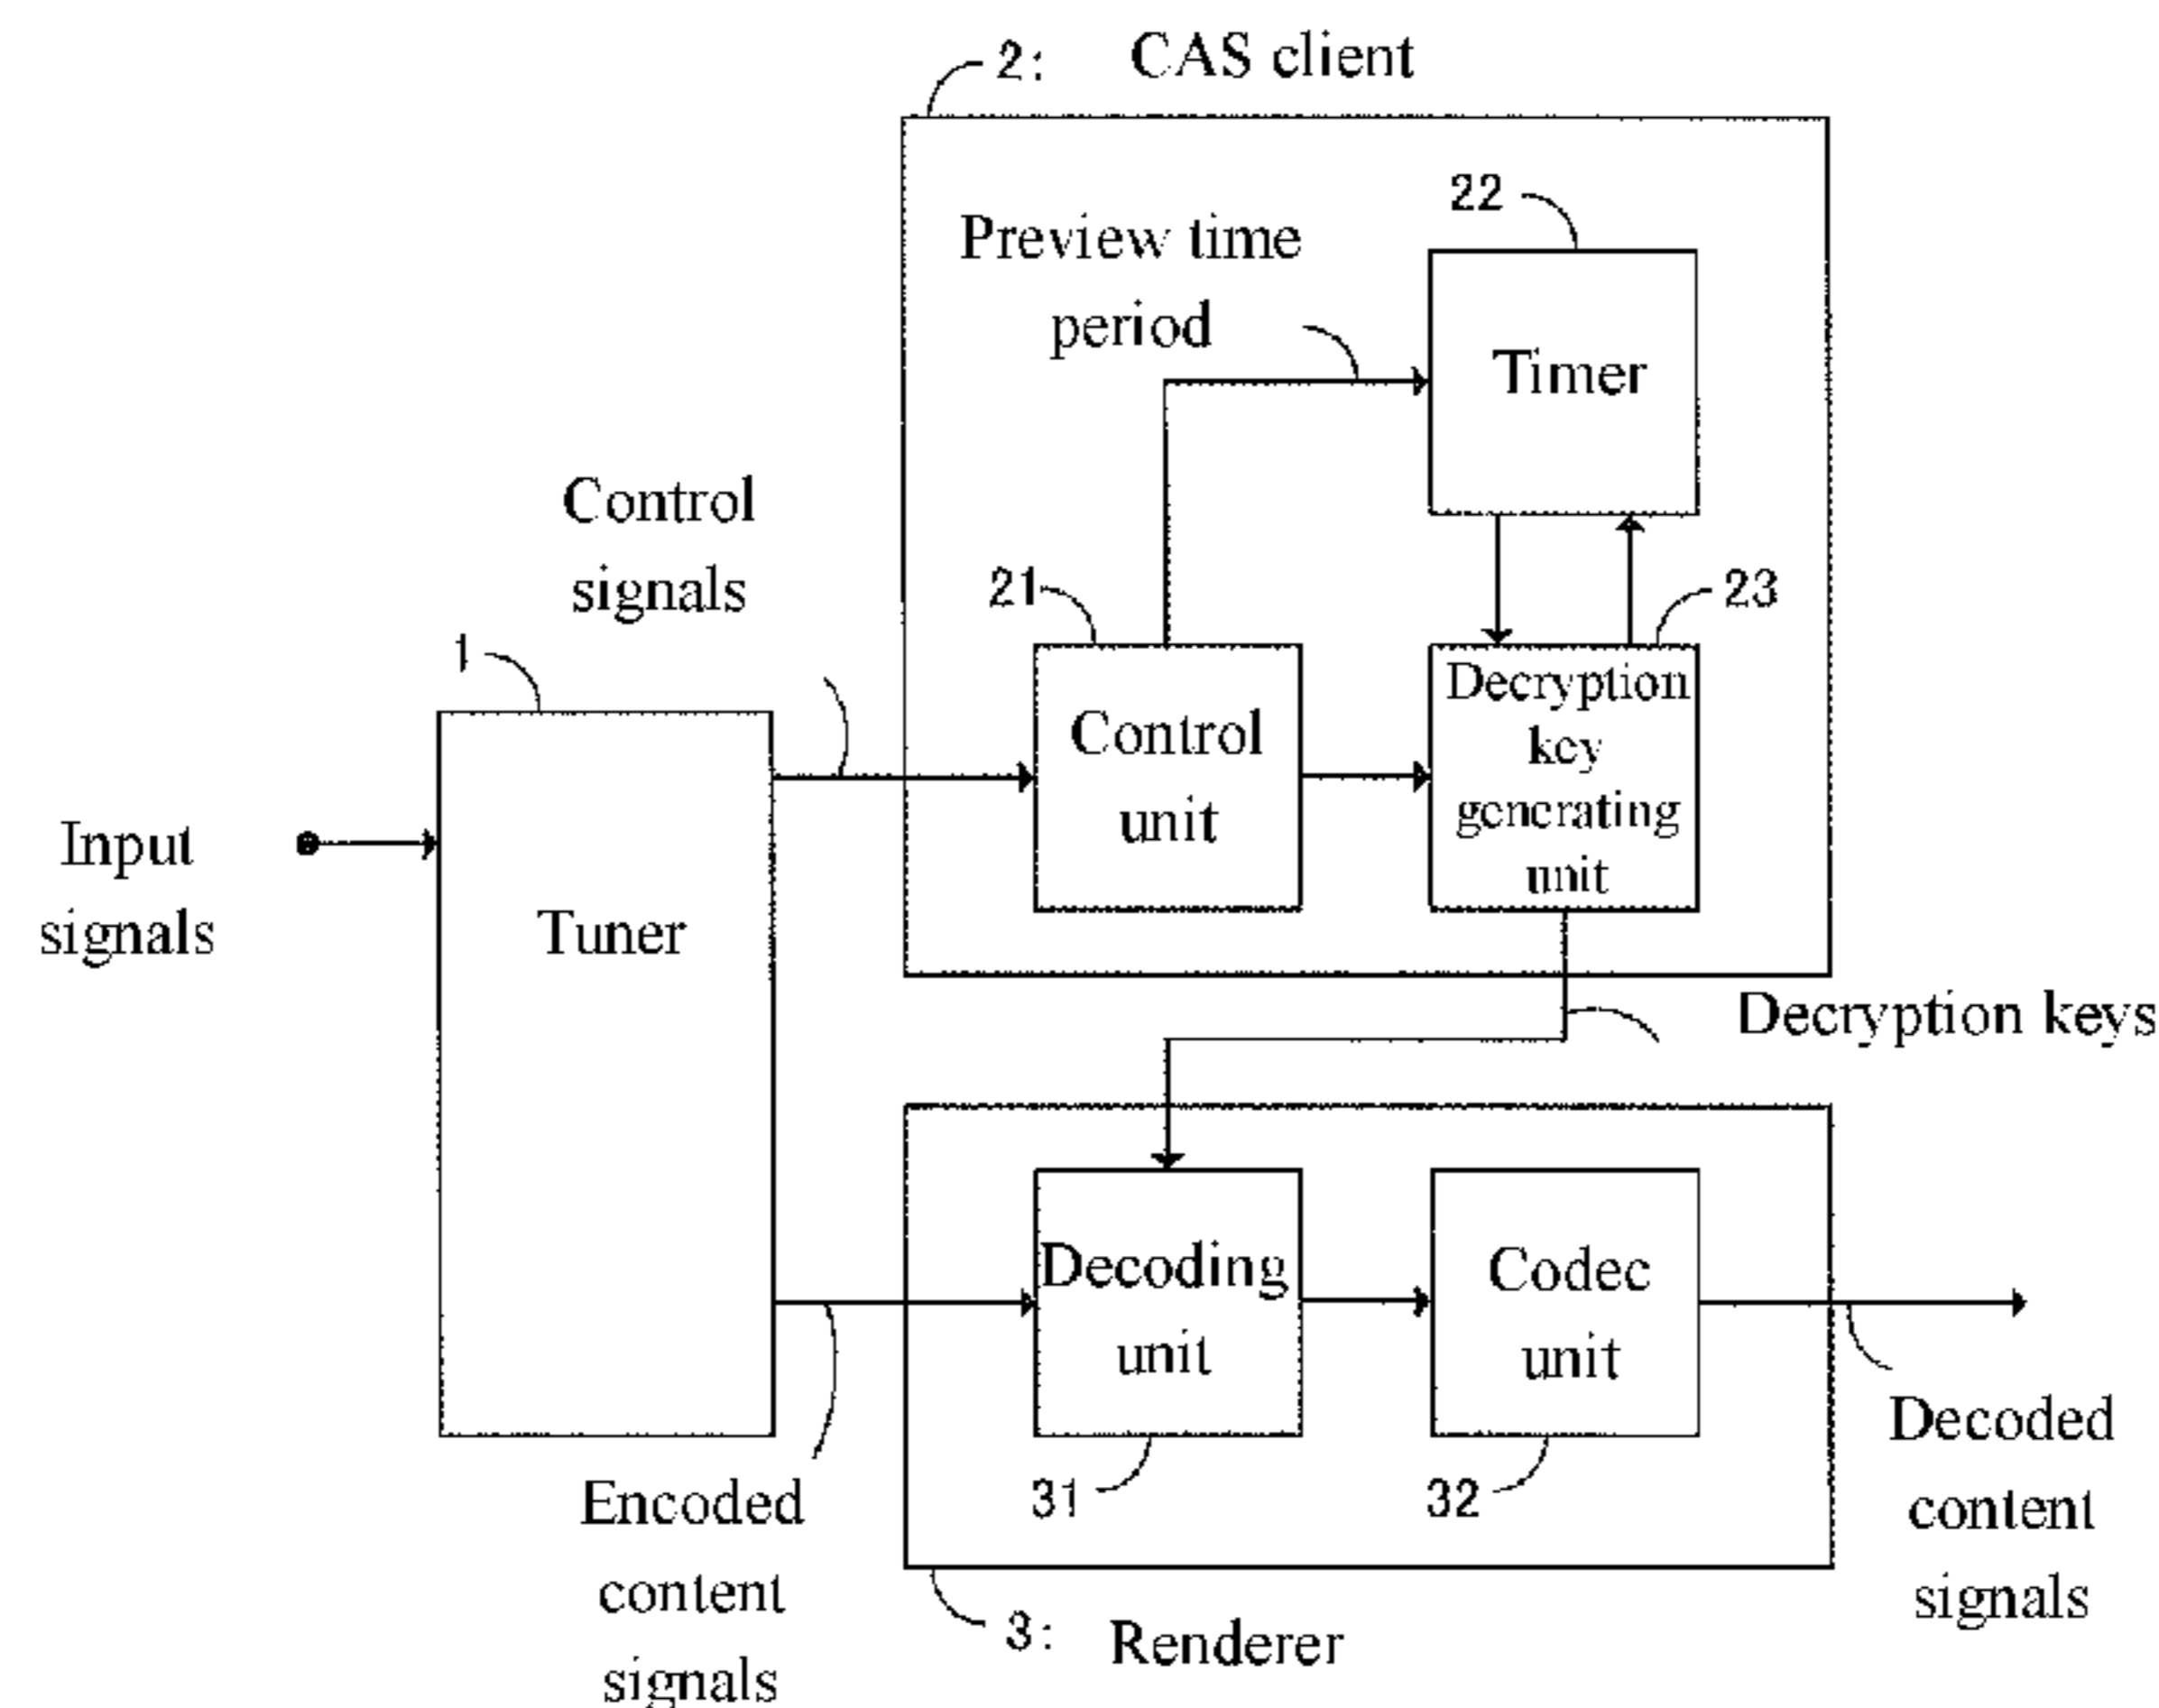 2: CAS client
22
Preview time
period
Timer
Control
signals
21
23
1
Decryption
key
generating
unit
Control
unit
Input
signals
Tuner
Decryption keys
Decoding
unit
Codec
unit
31
32
Decoded
content
signals
Encoded
content
signals
3: Renderer